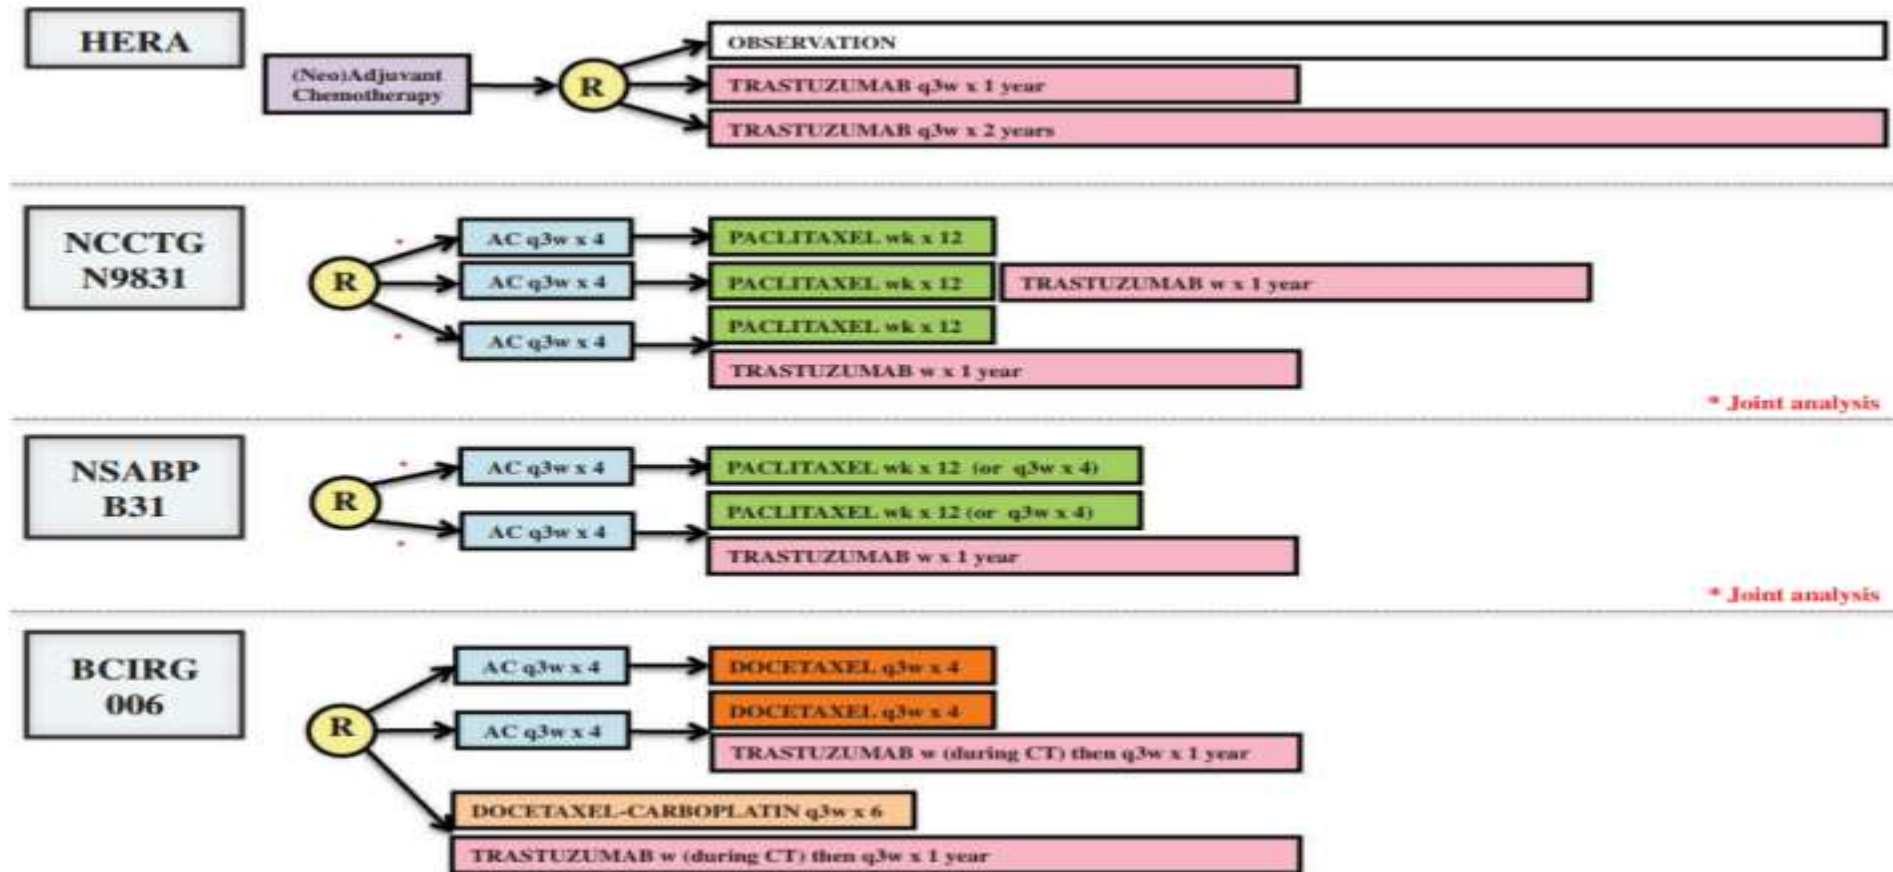 HERA
(Neo)Adjuvant
Chemotherapy
R
OBSERVATION
TRASTUZUMAB q3w x 1 year
TRASTUZUMAB q3w x 2 years
NCCTG
N9831
R
*
AC q3w x 4
PACLITAXEL wk x 12
AC q3w x 4
PACLITAXEL wk x 12
TRASTUZUMAB w x 1 year
*
AC q3w x 4
PACLITAXEL wk x 12
TRASTUZUMAB w x 1 year
* Joint analysis
NSABP
B31
R
*
AC q3w x 4
PACLITAXEL wk x 12 (or q3w x 4)
*
AC q3w x 4
PACLITAXEL wk x 12 (or q3w x 4)
TRASTUZUMAB w x 1 year
* Joint analysis
BCIRG
006
R
AC q3w x 4
DOCETAXEL q3w x 4
AC q3w x 4
DOCETAXEL q3w x 4
TRASTUZUMAB w (during CT) then q3w x 1 year
DOCETAXEL-CARBOPLATIN q3w x 6
TRASTUZUMAB w (during CT) then q3w x 1 year